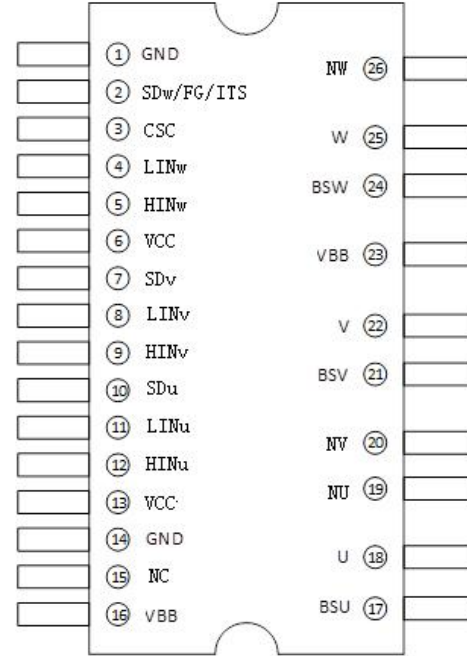 1 GND
2 SDw/FG/ITS
3 CSC
4 LINw
5 HINw
6 VCC
7 SDv
8 LINv
9 HINv
10 SDu
11 LINu
12 HINu
13 VCC
14 GND
15 NC
16 VBB
NW 26
W 25
BSW 24
VBB 23
V 22
BSV 21
NV 20
NU 19
U 18
BSU 17